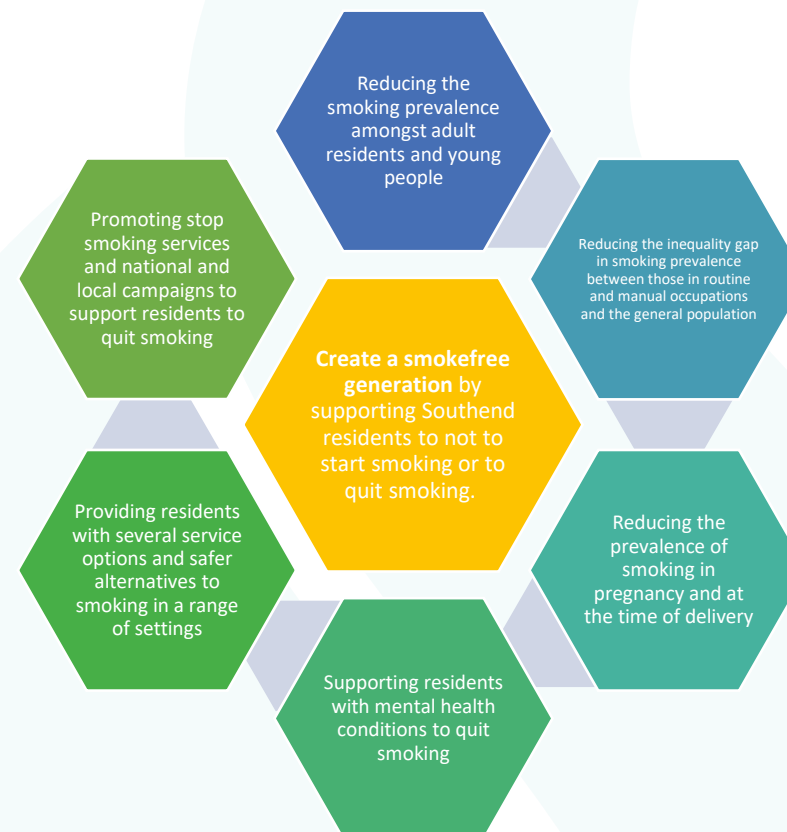 Reducing the
smoking prevalence
amongst adult
residents and young
people
Promoting stop
smoking services
and national and
local campaigns to
support residents to
quit smoking
Reducing the inequality gap
in smoking prevalence
between those in routine
and manual occupations
and the general population
Create a smokefree
generation by
supporting Southend
residents to not to
start smoking or to
quit smoking.
Providing residents
with several service
options and safer
alternatives to
smoking in a range
of settings
Reducing the
prevalence of
smoking in
pregnancy and at
the time of delivery
Supporting residents
with mental health
conditions to quit
smoking